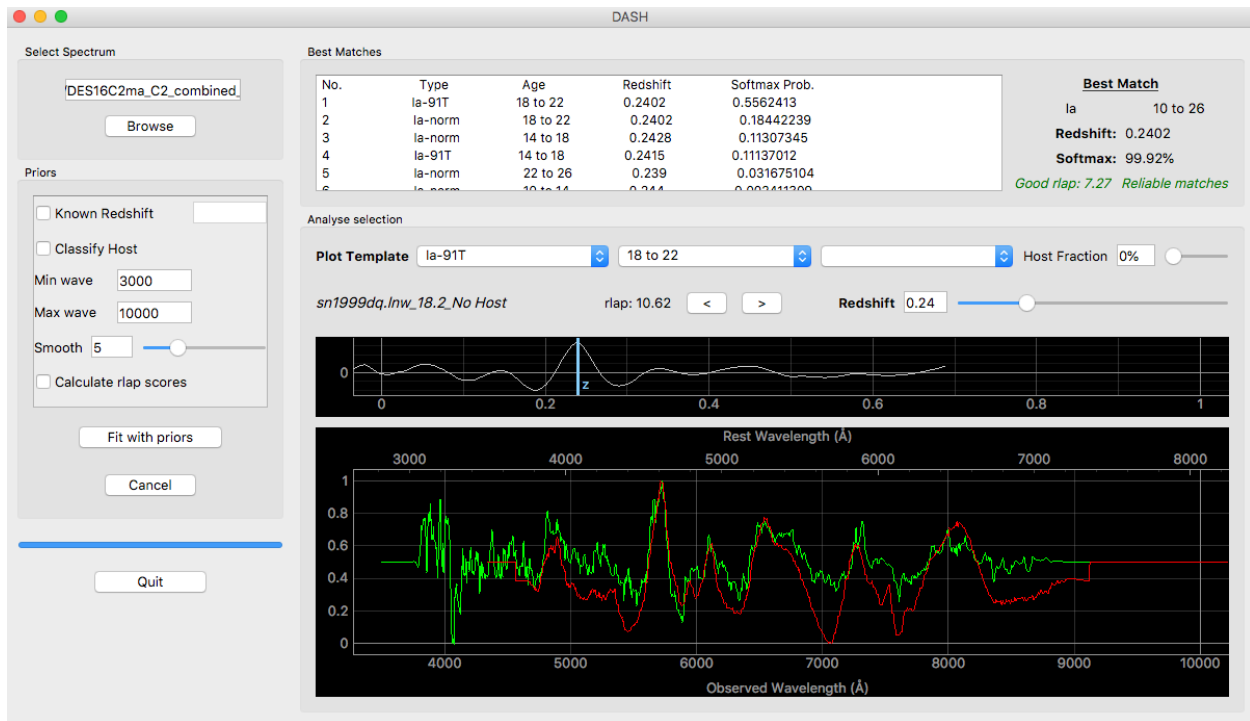 DASH
Select Spectrum
/DES16C2ma_C2_combined_
Browse
Priors
Known Redshift
Classify Host
Min wave 3000
Max wave 10000
Smooth 5
Calculate rlap scores
Fit with priors
Cancel
Quit
Best Matches
No. Type Age Redshift Softmax Prob.
1 Ia-91T 18 to 22 0.2402 0.5562413
2 Ia-norm 18 to 22 0.2402 0.18442239
3 Ia-norm 14 to 18 0.2428 0.11307345
4 Ia-91T 14 to 18 0.2415 0.11137012
5 Ia-norm 22 to 26 0.239 0.031675104
6 Ia-norm 10 to 14 0.244
Best Match
Ia 10 to 26
Redshift: 0.2402
Softmax: 99.92%
Good rlap: 7.27 Reliable matches
Analyse selection
Plot Template Ia-91T 18 to 22 Host Fraction 0%
sn1999dq.lnw_18.2_No Host rlap: 10.62 < > Redshift 0.24
0
z
0 0.2 0.4 0.6 0.8 1
Rest Wavelength (Å)
3000 4000 5000 6000 7000 8000
1
0.8
0.6
0.4
0.2
0
4000 5000 6000 7000 8000 9000 10000
Observed Wavelength (Å)